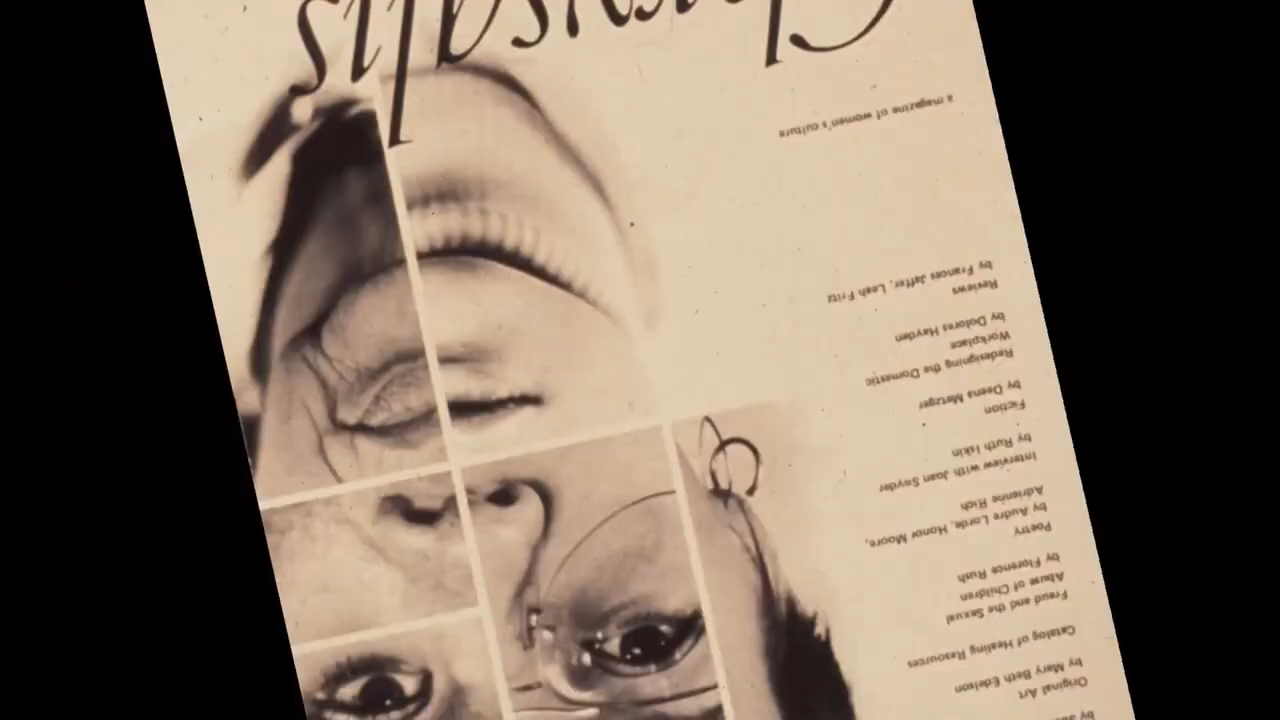 by
Original Art
by Mary Beth Edelson
Catalog of Healing Resources
Freud and the Sexual
Abuse of Children
by Florence Rush
Poetry
by Audre Lorde, Honor Moore,
Adrienne Rich
Interview with Joan Snyder
by Ruth Iskin
Fiction
by Deena Metzger
Redesigning the Domestic
Workplace
by Dolores Hayden
Reviews
by Frances Jaffer, Leah Fritz
a magazine of women's culture
Chrysalis